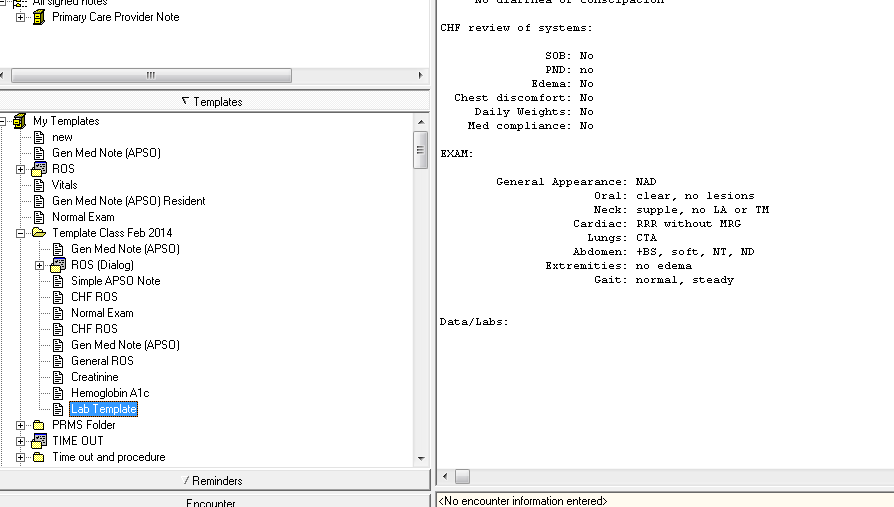 All signed notes
Primary Care Provider Note
Templates
My Templates
new
Gen Med Note (APSO)
ROS
Vitals
Gen Med Note (APSO) Resident
Normal Exam
Template Class Feb 2014
Gen Med Note (APSO)
ROS (Dialog)
Simple APSO Note
CHF ROS
Normal Exam
CHF ROS
Gen Med Note (APSO)
General ROS
Creatinine
Hemoglobin A1c
Lab Template
PRMS Folder
TIME OUT
Time out and procedure
/ Reminders
Encounter
No diarrhea or constipation
CHF review of systems:
SOB: No
PND: no
Edema: No
Chest discomfort: No
Daily Weights: No
Med compliance: No
EXAM:
General Appearance: NAD
Oral: clear, no lesions
Neck: supple, no LA or TM
Cardiac: RRR without MRG
Lungs: CTA
Abdomen: +BS, soft, NT, ND
Extremities: no edema
Gait: normal, steady
Data/Labs:
<No encounter information entered>